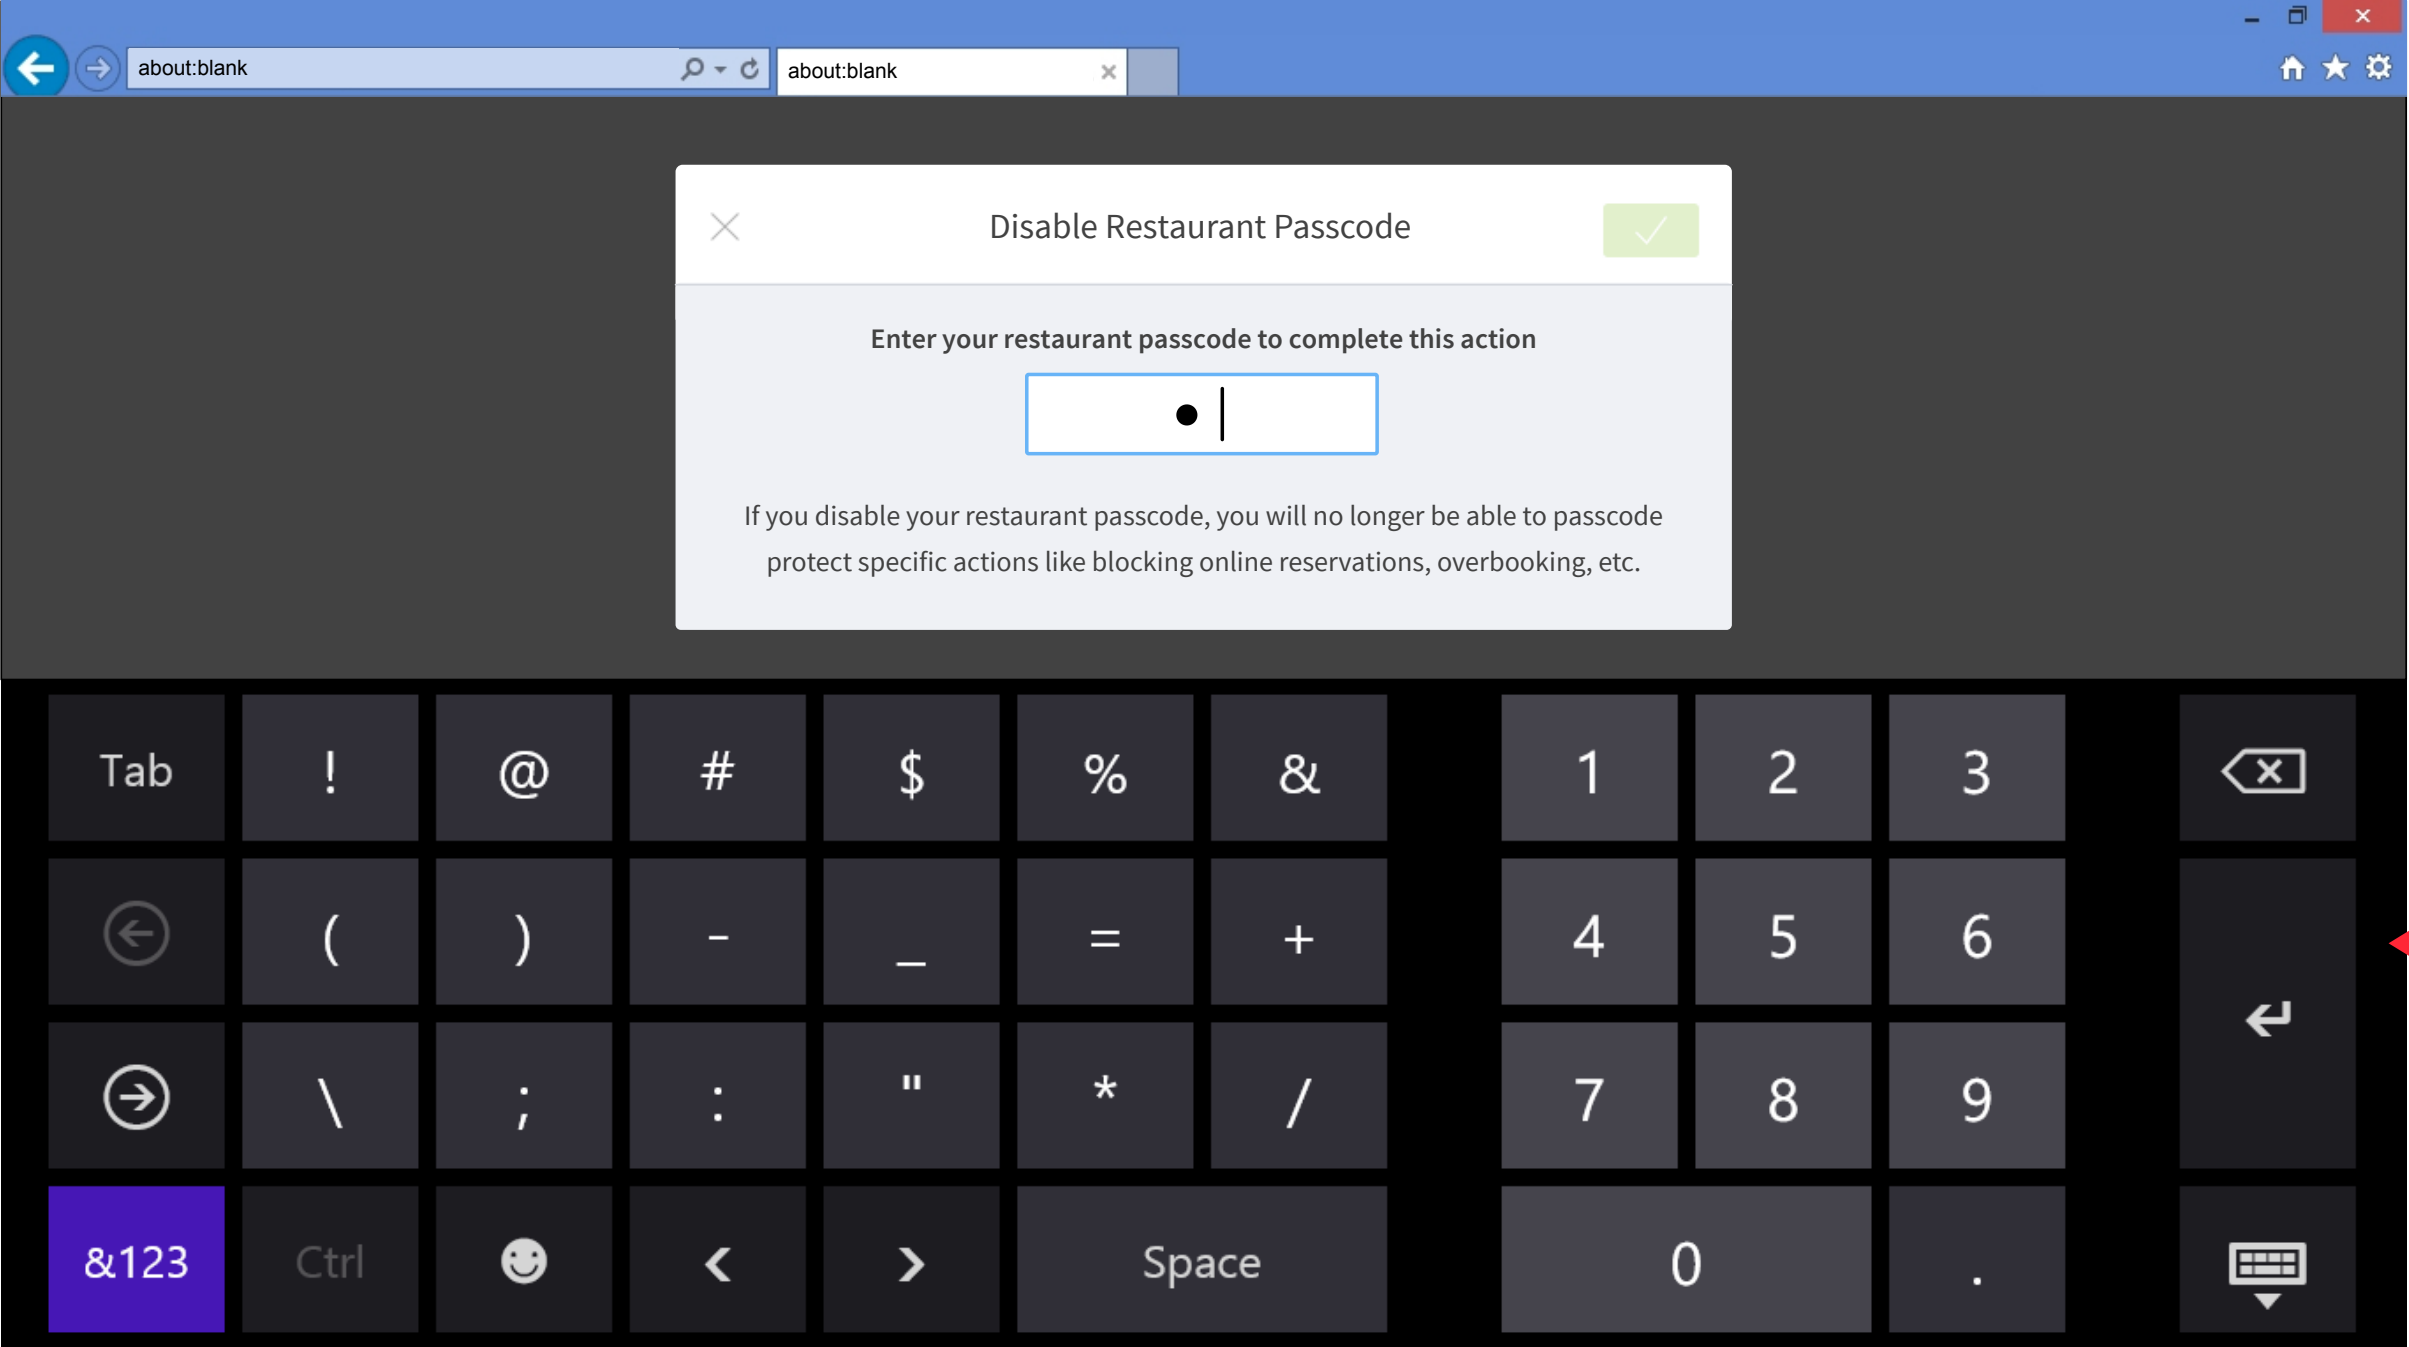 about:blank
about:blank
Disable Restaurant Passcode
Enter your restaurant passcode to complete this action
If you disable your restaurant passcode, you will no longer be able to passcode
protect specific actions like blocking online reservations, overbooking, etc.
Tab ! @ # $ % & 1 2 3
( ) - _ = + 4 5 6
\ ; : " * / 7 8 9
&123 Ctrl < > Space 0 .